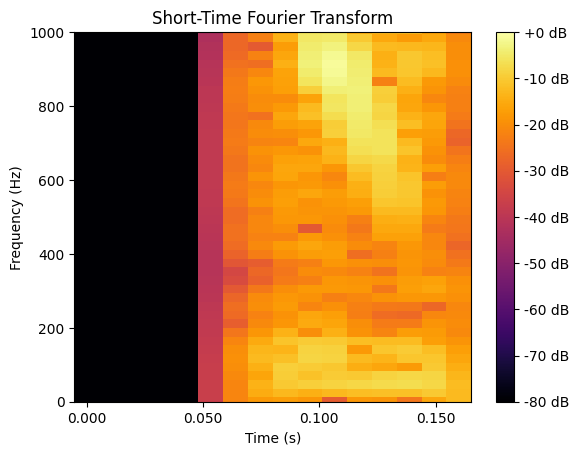 Short-Time Fourier Transform
1000
800
600
400
200
0
Frequency (Hz)
0.000
0.050
0.100
0.150
Time (s)
+0 dB
-10 dB
-20 dB
-30 dB
-40 dB
-50 dB
-60 dB
-70 dB
-80 dB